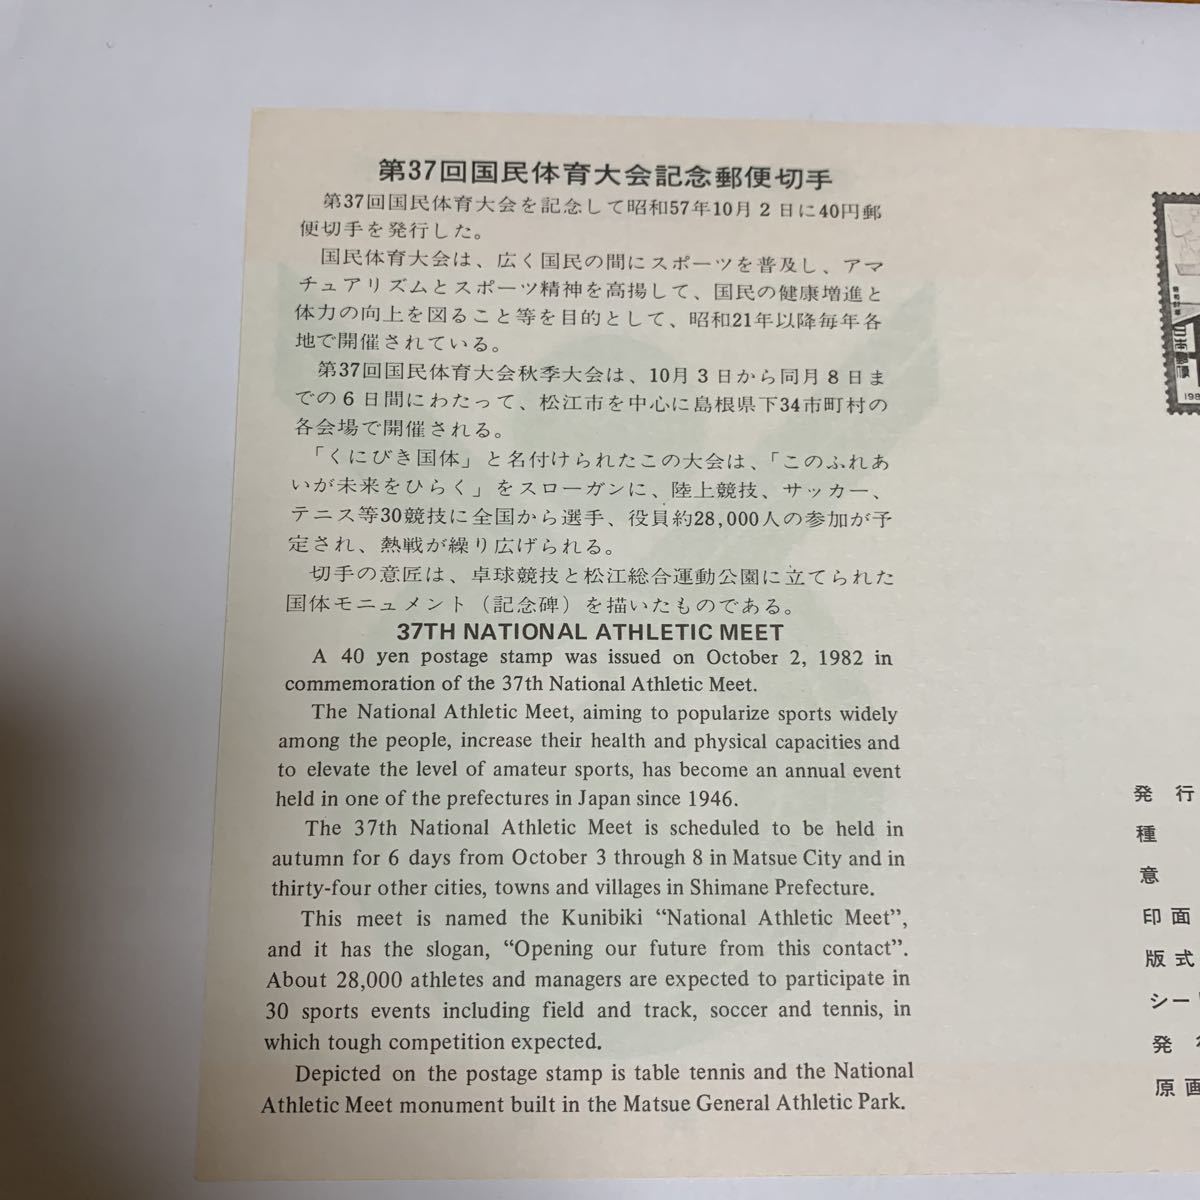 第37回国民体育大会記念郵便切手
第37回国民体育大会を記念して昭和57年10月2日に40円郵
便切手を発行した。
国民体育大会は、広く国民の間にスポーツを普及し、アマ
チュアリズムとスポーツ精神を高揚して、国民の健康増進と
体力の向上を図ること等を目的として、昭和21年以降毎年各
地で開催されている。
第37回国民体育大会秋季大会は、10月3日から同月8日ま
での6日間にわたって、松江市を中心に島根県下34市町村の
各会場で開催される。
「くにびき国体」と名付けられたこの大会は、「このふれあ
いが未来をひらく」をスローガンに、陸上競技、サッカー、
テニス等30競技に全国から選手、役員約28,000人の参加が予
定され、熱戦が繰り広げられる。
切手の意匠は、卓球競技と松江総合運動公園に立てられた
国体モニュメント（記念碑）を描いたものである。
37TH NATIONAL ATHLETIC MEET
A 40 yen postage stamp was issued on October 2, 1982 in
commemoration of the 37th National Athletic Meet.
The National Athletic Meet, aiming to popularize sports widely
among the people, increase their health and physical capacities and
to elevate the level of amateur sports, has become an annual event
held in one of the prefectures in Japan since 1946.
The 37th National Athletic Meet is scheduled to be held in
autumn for 6 days from October 3 through 8 in Matsue City and in
thirty-four other cities, towns and villages in Shimane Prefecture.
This meet is named the Kunibiki “National Athletic Meet”,
and it has the slogan, “Opening our future from this contact”.
About 28,000 athletes and managers are expected to participate in
30 sports events including field and track, soccer and tennis, in
which tough competition expected.
Depicted on the postage stamp is table tennis and the National
Athletic Meet monument built in the Matsue General Athletic Park.
日本郵便
198
発行
種
意
印面
版式
シー
発
原画